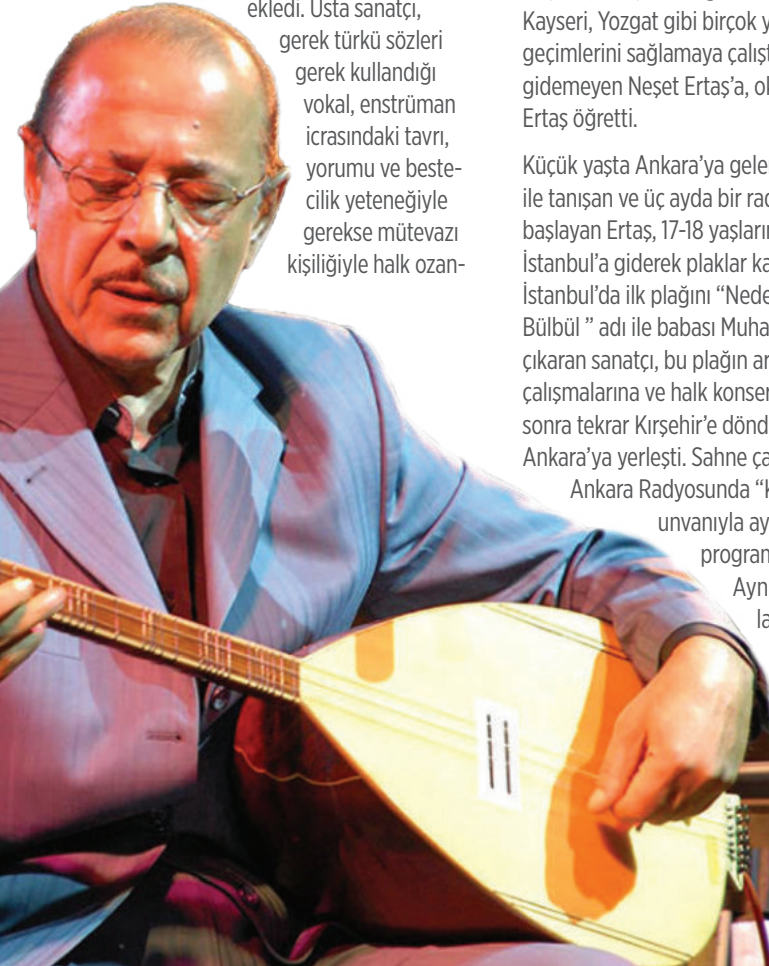 ekledi. Usta sanatçı,
gerek türkü sözleri
gerek kullandığı
vokal, enstrüman
icrasındaki tavrı,
yorumu ve beste-
cilik yeteneğiyle
gerekse mütevazı
kişiliğiyle halk ozan-
Kayseri, Yozgat gibi birçok y
geçimlerini sağlamaya çalışt
gidemeyen Neşet Ertaş’a, ok
Ertaş öğretti.
Küçük yaşta Ankara’ya gele
ile tanışan ve üç ayda bir rad
başlayan Ertaş, 17-18 yaşların
İstanbul’a giderek plaklar ka
İstanbul’da ilk plağını “Nede
Bülbül ” adı ile babası Muha
çıkaran sanatçı, bu plağın ar
çalışmalarına ve halk konser
sonra tekrar Kırşehir’e dönd
Ankara’ya yerleşti. Sahne ça
Ankara Radyosunda “K
unvanıyla ay
program
Ayn
la